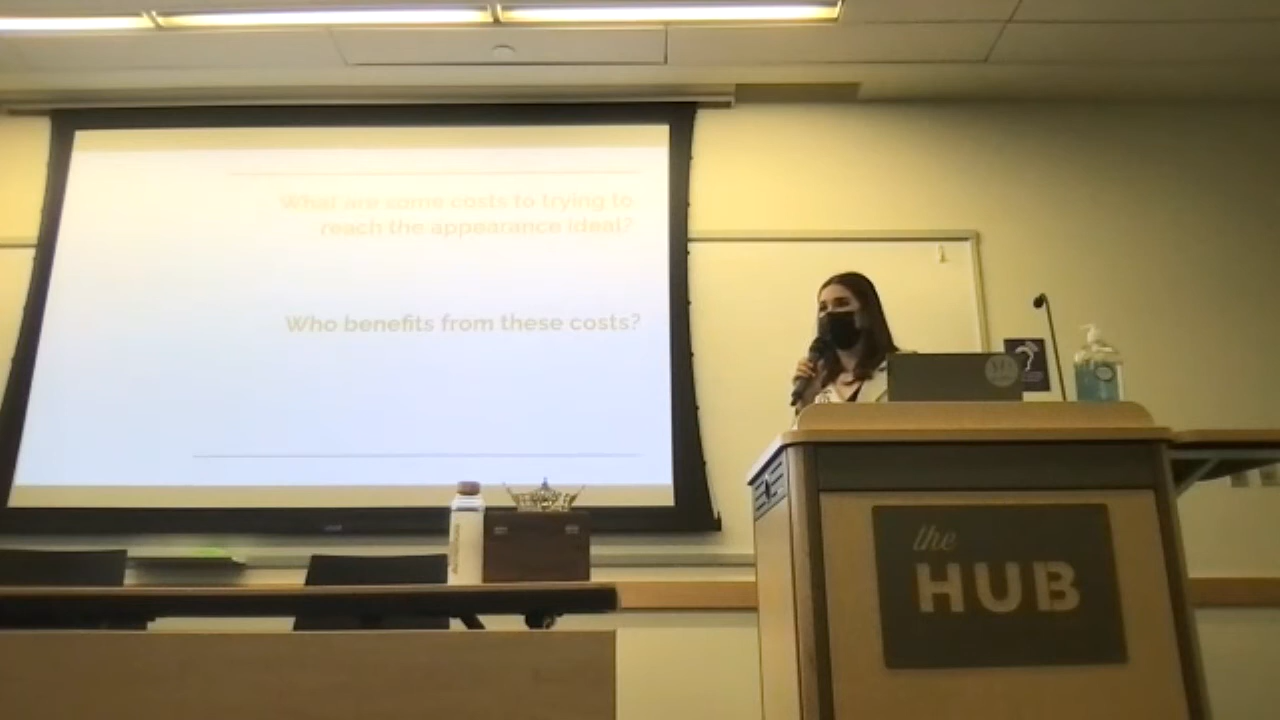 What are some costs to trying to
reach the appearance ideal?
Who benefits from these costs?
the
HUB